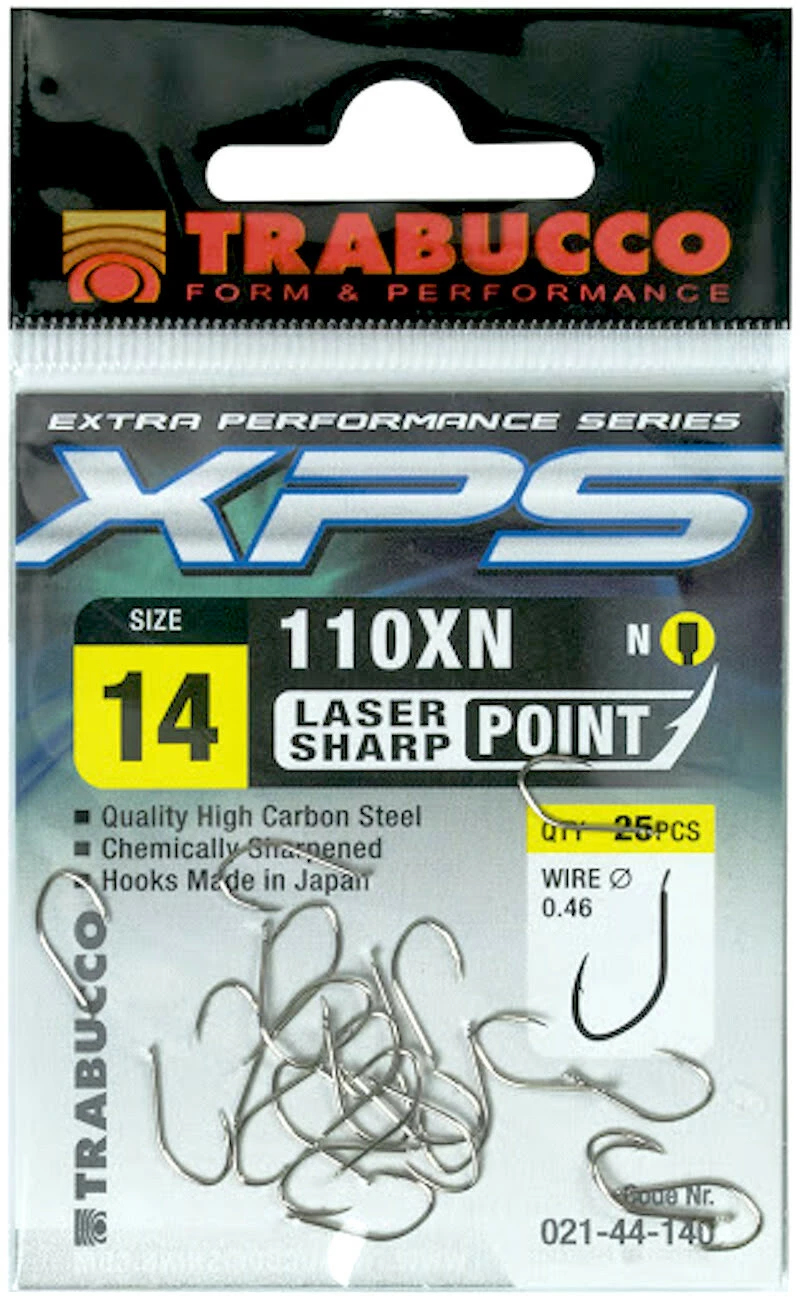 TRABUCCO
FORM & PERFORMANCE
EXTRA PERFORMANCE SERIES
XPS
SIZE
14
110XN
N
LASER
SHARP
POINT
Quality High Carbon Steel
Chemically Sharpened
Hooks Made in Japan
QTY 25PCS
WIRE Ø
0.46
TRABUCCO
Code Nr.
021-44-140